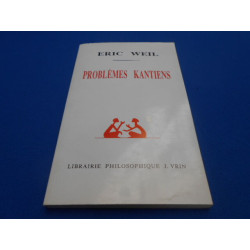 ERIC WEIL
PROBLÈMES KANTIENS
LIBRAIRIE PHILOSOPHIQUE J. VRIN